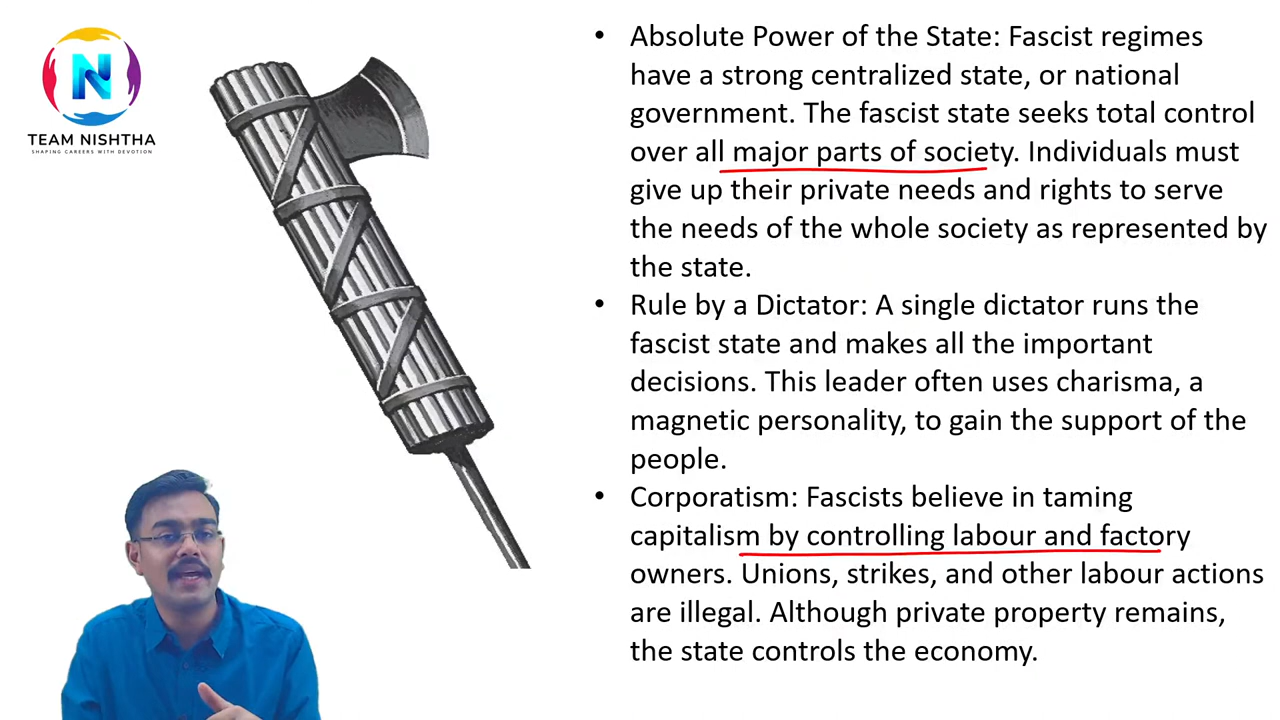 N
TEAM NISHTHA
SHAPING CAREERS WITH DEVOTION
• Absolute Power of the State: Fascist regimes
have a strong centralized state, or national
government. The fascist state seeks total control
over all major parts of society. Individuals must
give up their private needs and rights to serve
the needs of the whole society as represented by
the state.
• Rule by a Dictator: A single dictator runs the
fascist state and makes all the important
decisions. This leader often uses charisma, a
magnetic personality, to gain the support of the
people.
• Corporatism: Fascists believe in taming
capitalism by controlling labour and factory
owners. Unions, strikes, and other labour actions
are illegal. Although private property remains,
the state controls the economy.